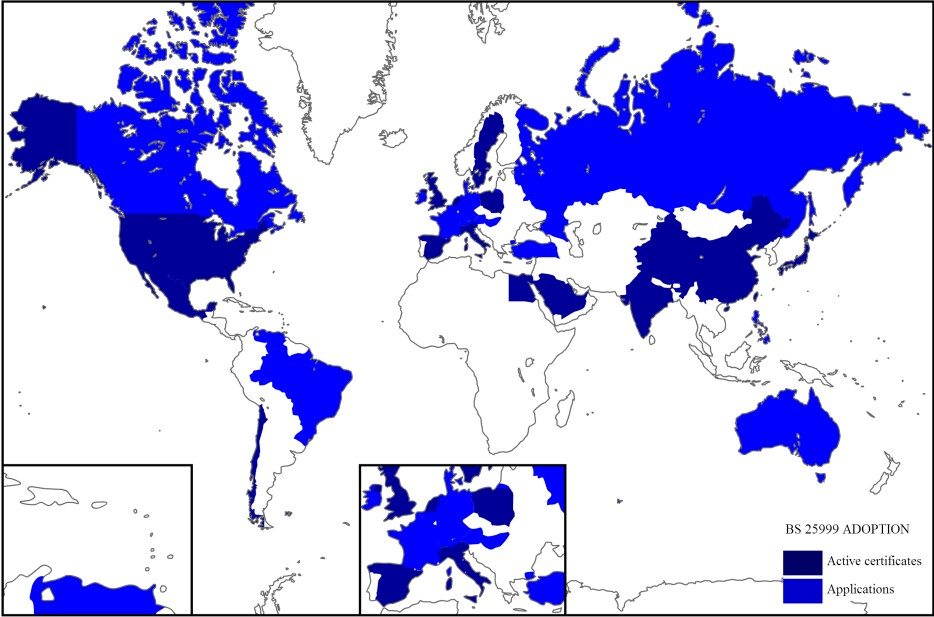 BS 25999 ADOPTION
Active certificates
Applications